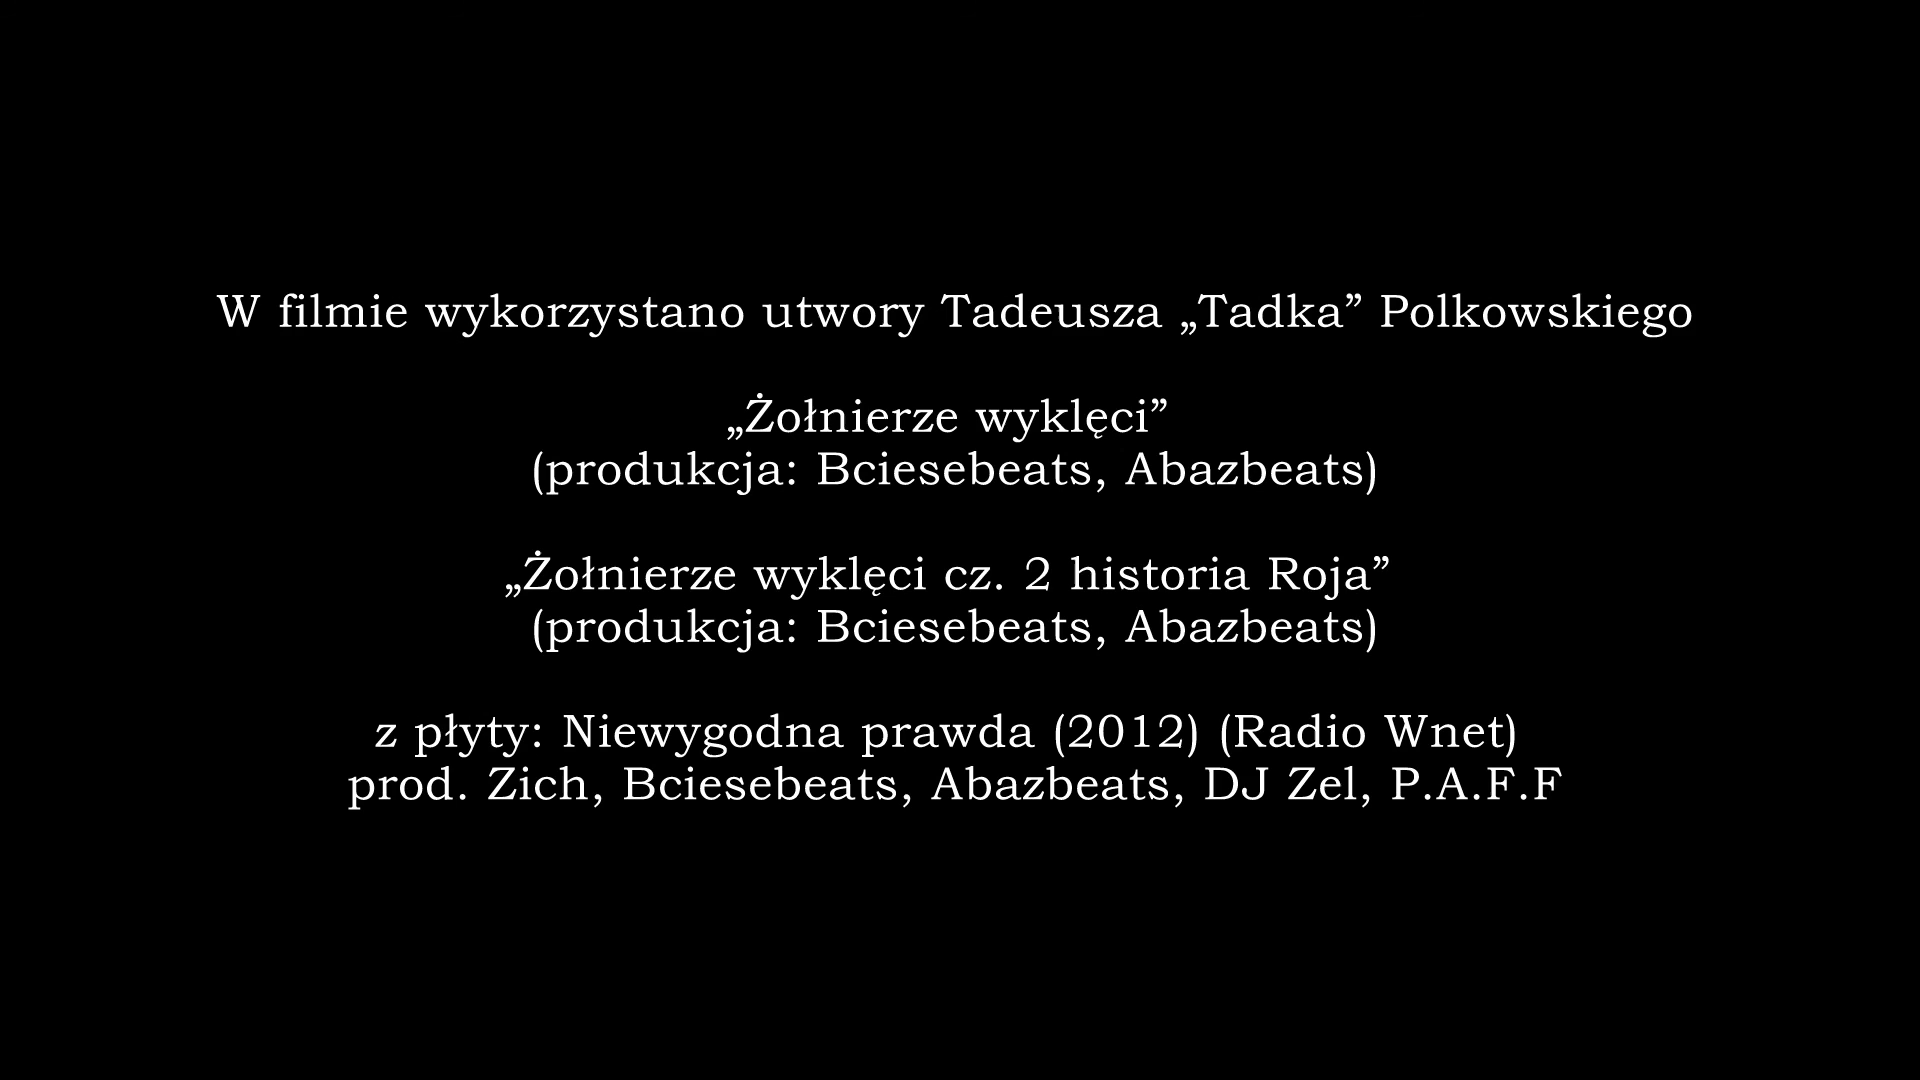 W filmie wykorzystano utwory Tadeusza „Tadka” Polkowskiego
„Żołnierze wyklęci”
(produkcja: Bciesebeats, Abazbeats)
„Żołnierze wyklęci cz. 2 historia Roja”
(produkcja: Bciesebeats, Abazbeats)
z płyty: Niewygodna prawda (2012) (Radio Wnet)
prod. Zich, Bciesebeats, Abazbeats, DJ Zel, P.A.F.F